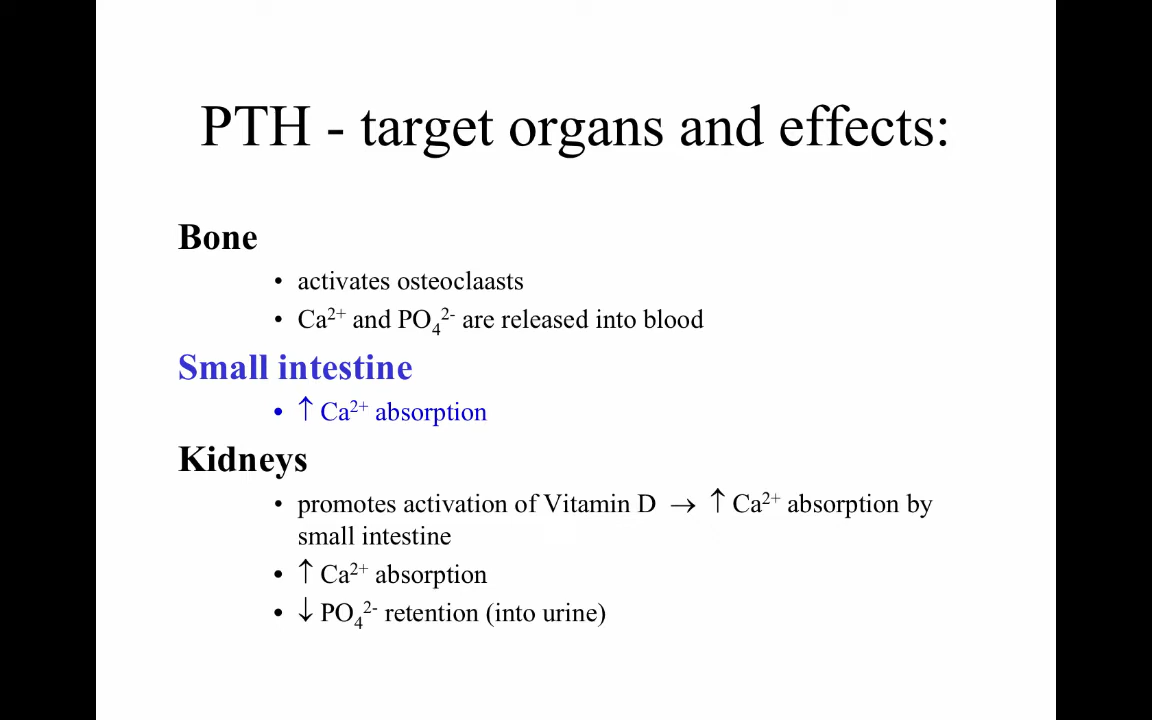 PTH - target organs and effects:
Bone
• activates osteoclaasts
• Ca²⁺ and PO₄²⁻ are released into blood
Small intestine
• ↑ Ca²⁺ absorption
Kidneys
• promotes activation of Vitamin D → ↑ Ca²⁺ absorption by
small intestine
• ↑ Ca²⁺ absorption
• ↓ PO₄²⁻ retention (into urine)